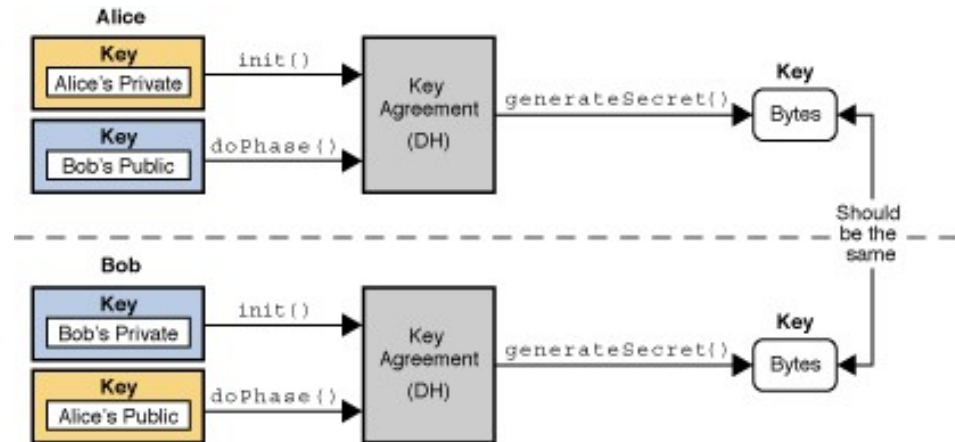 Alice
Key
Alice's Private
init()
Key
Bob's Public
doPhase()
Key
Agreement
(DH)
generateSecret()
Key
Bytes
Should
be the
same
Bob
Key
Bob's Private
init()
Key
Alice's Public
doPhase()
Key
Agreement
(DH)
generateSecret()
Key
Bytes